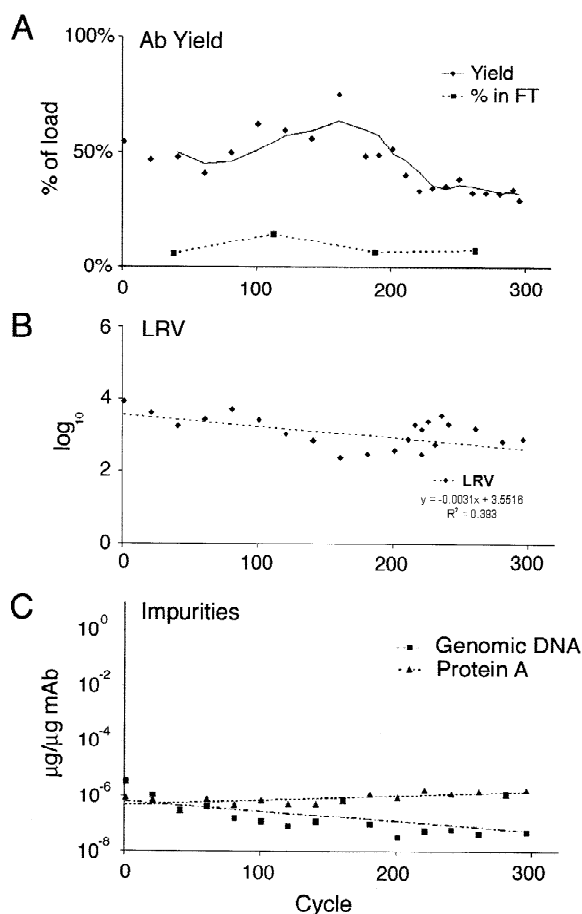 A
Ab Yield
100%
50%
0%
% of load
Yield
% in FT
0
100
200
300
B
LRV
6
4
2
0
log10
LRV
y = -0.0031x + 3.5516
R² = 0.393
0
100
200
300
C
Impurities
10^0
10^-2
10^-4
10^-6
10^-8
µg/µg mAb
Genomic DNA
Protein A
0
100
200
300
Cycle